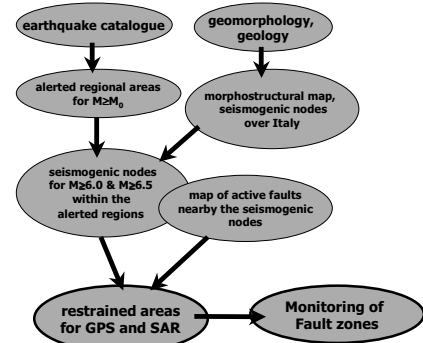 earthquake catalogue
geomorphology,
geology
alerted regional areas
for M≥M₀
morphostructural map,
seismogenic nodes
over Italy
seismogenic nodes
for M≥6.0 & M≥6.5
within the
alerted regions
map of active faults
nearby the seismogenic
nodes
restrained areas
for GPS and SAR
Monitoring of
Fault zones